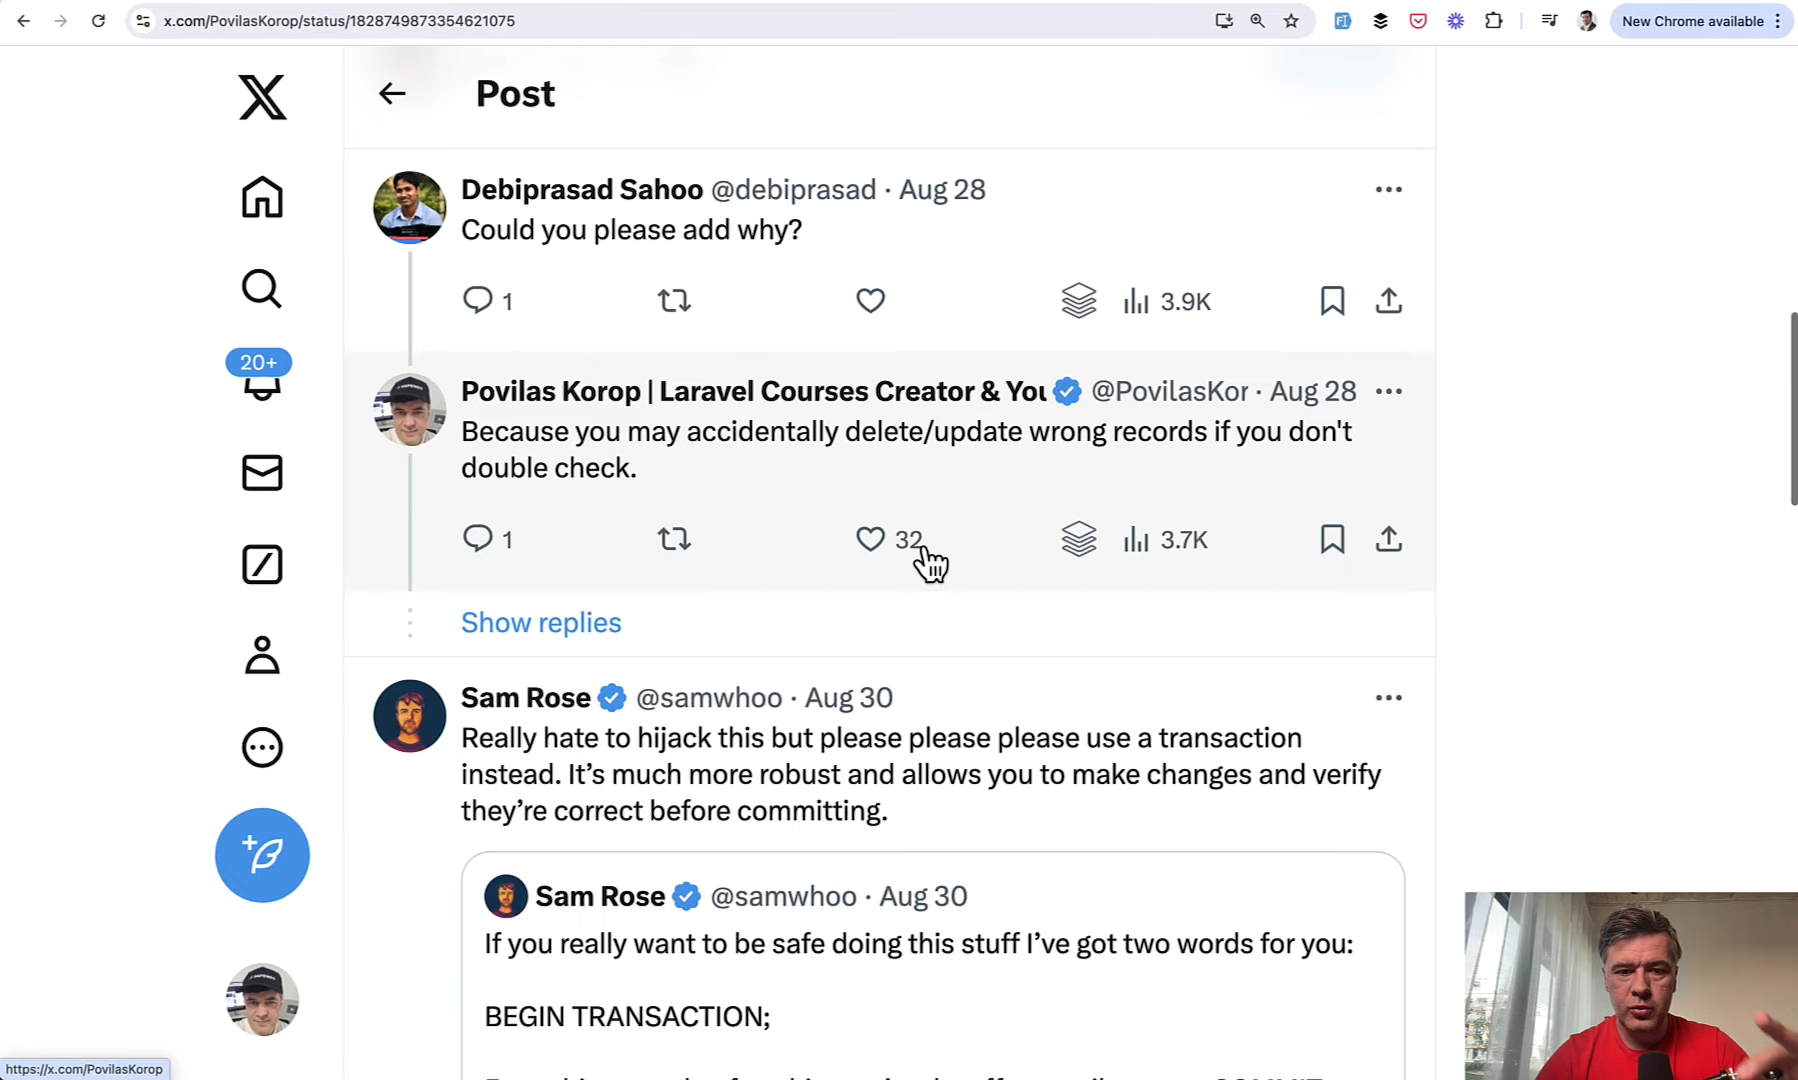 x.com/PovilasKorop/status/1828749873354621075
New Chrome available
Post
20+
Debiprasad Sahoo @debiprasad · Aug 28
Could you please add why?
1
3.9K
Povilas Korop | Laravel Courses Creator & You @PovilasKor · Aug 28
Because you may accidentally delete/update wrong records if you don't
double check.
1
32
3.7K
Show replies
Sam Rose @samwhoo · Aug 30
Really hate to hijack this but please please please use a transaction
instead. It’s much more robust and allows you to make changes and verify
they’re correct before committing.
Sam Rose @samwhoo · Aug 30
If you really want to be safe doing this stuff I’ve got two words for you:
BEGIN TRANSACTION;
https://x.com/PovilasKorop